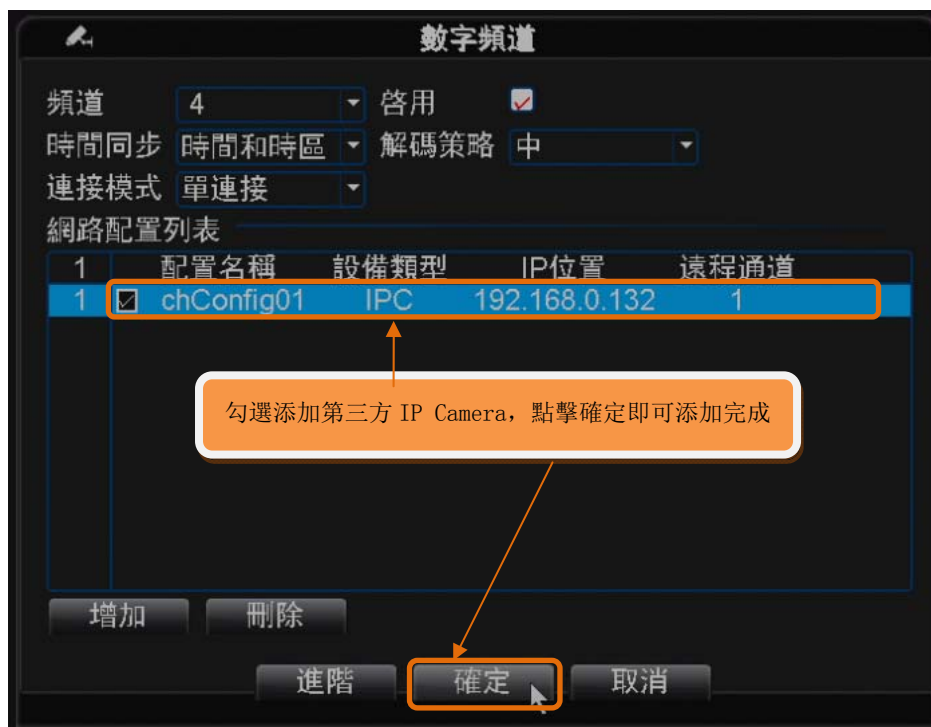 數字頻道
頻道 4 啓用
時間同步 時間和時區 解碼策略 中
連接模式 單連接
網路配置列表
1 配置名稱 設備類型 IP位置 遠程通道
1 chConfig01 IPC 192.168.0.132 1
勾選添加第三方 IP Camera，點擊確定即可添加完成
增加 刪除
進階 確定 取消